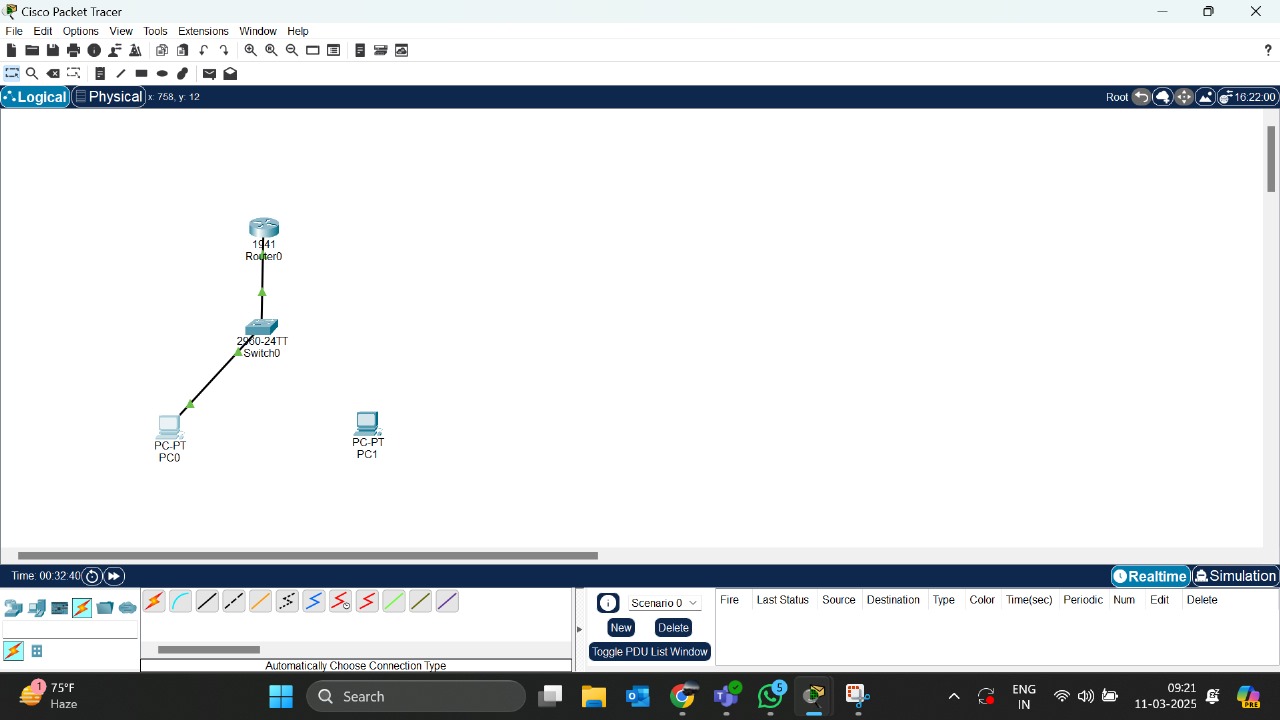 Cisco Packet Tracer
File Edit Options View Tools Extensions Window Help
?
Logical Physical x: 758, y: 12 Root 16:22:00
1941
Router0
2960-24TT
Switch0
PC-PT
PC0
PC-PT
PC1
Time: 00:32:40 Realtime Simulation
Scenario 0
New Delete
Toggle PDU List Window
Fire Last Status Source Destination Type Color Time(sec) Periodic Num Edit Delete
Automatically Choose Connection Type
1
75°F
Haze
Search
5
ENG
IN
09:21
11-03-2025
PRE